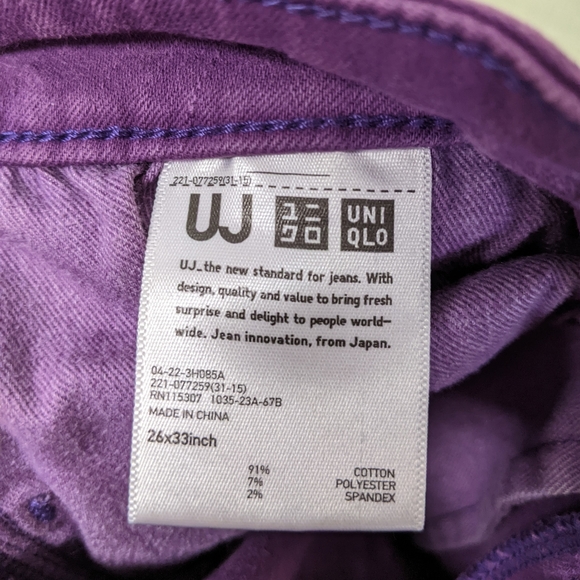 221-077259(31-15)
UJ ユニ UNI
クロ QLO
UJ_the new standard for jeans. With
design, quality and value to bring fresh
surprise and delight to people world-
wide. Jean innovation, from Japan.
04-22-3H085A
221-077259(31-15)
RN115307 1035-23A-67B
MADE IN CHINA
26x33inch
91% COTTON
7% POLYESTER
2% SPANDEX